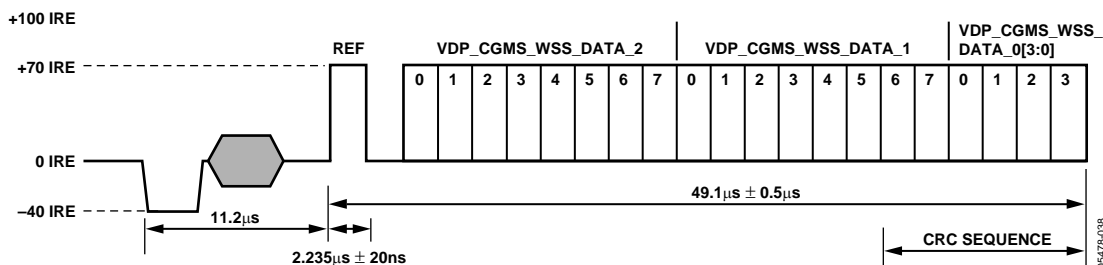 +100 IRE
REF
VDP_CGMS_WSS_DATA_2
VDP_CGMS_WSS_DATA_1
VDP_CGMS_WSS_
DATA_0[3:0]
+70 IRE
0 1 2 3 4 5 6 7 0 1 2 3 4 5 6 7 0 1 2 3
0 IRE
–40 IRE
11.2µs
49.1µs ± 0.5µs
2.235µs ± 20ns
CRC SEQUENCE
05478-038